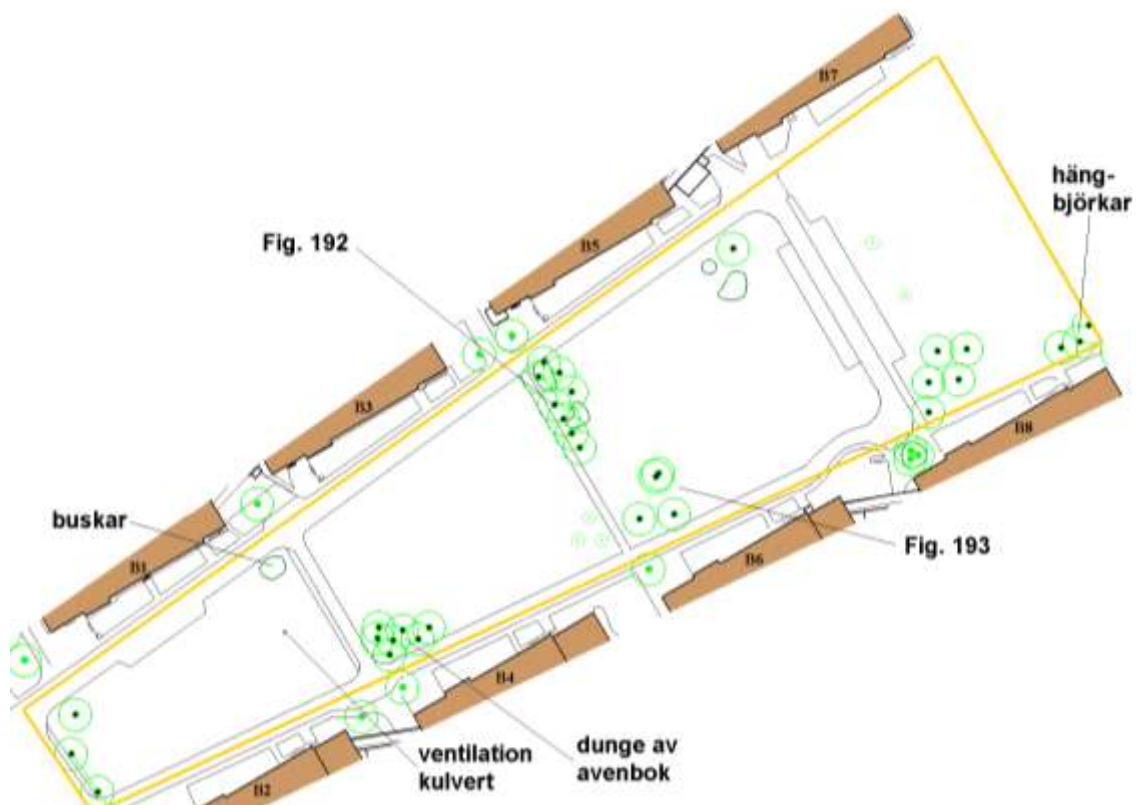 B7
häng-
björkar
Fig. 192
B5
B3
B8
buskar
B1
Fig. 193
B6
B4
ventilation
kulvert
dunge av
avenbok
B2